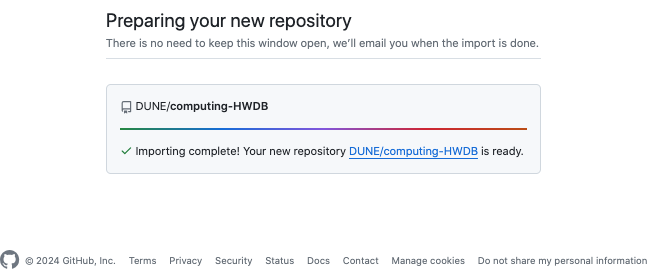 Preparing your new repository
There is no need to keep this window open, we'll email you when the import is done.
DUNE/computing-HWDB
Importing complete! Your new repository DUNE/computing-HWDB is ready.
© 2024 GitHub, Inc. Terms Privacy Security Status Docs Contact Manage cookies Do not share my personal information